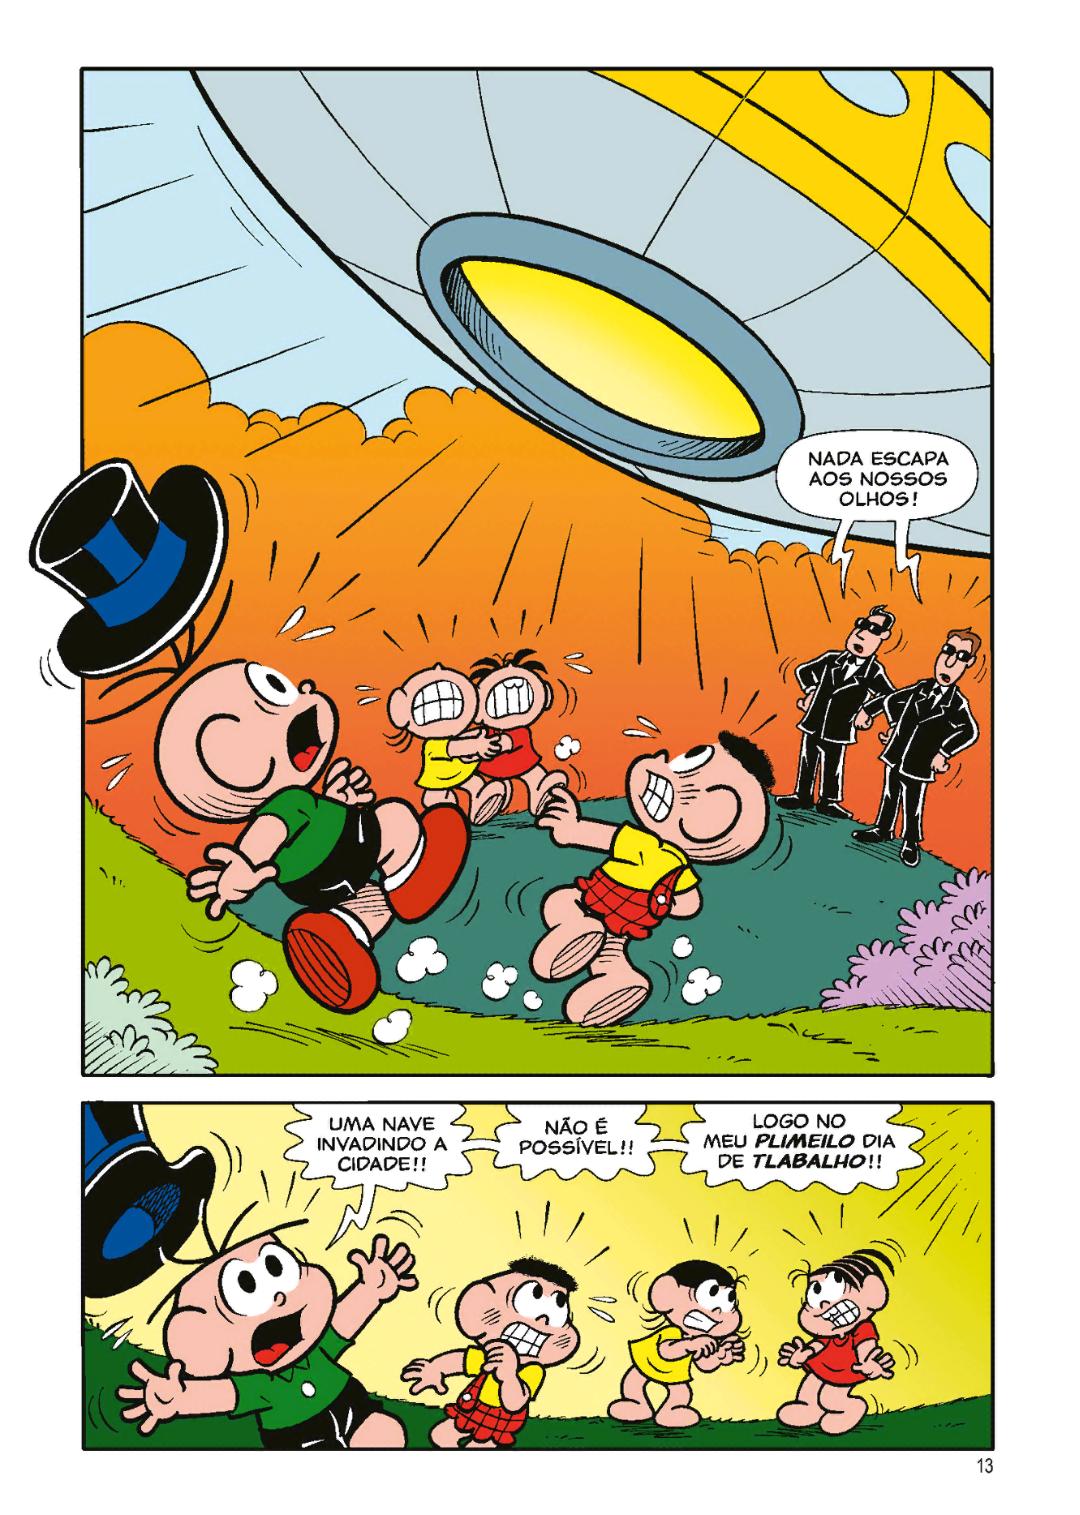 NADA ESCAPA
AOS NOSSOS
OLHOS!
UMA NAVE
INVADINDO A
CIDADE!!
NÃO É
POSSÍVEL!!
LOGO NO
MEU PLIMEILO DIA
DE TLABALHO!!
13